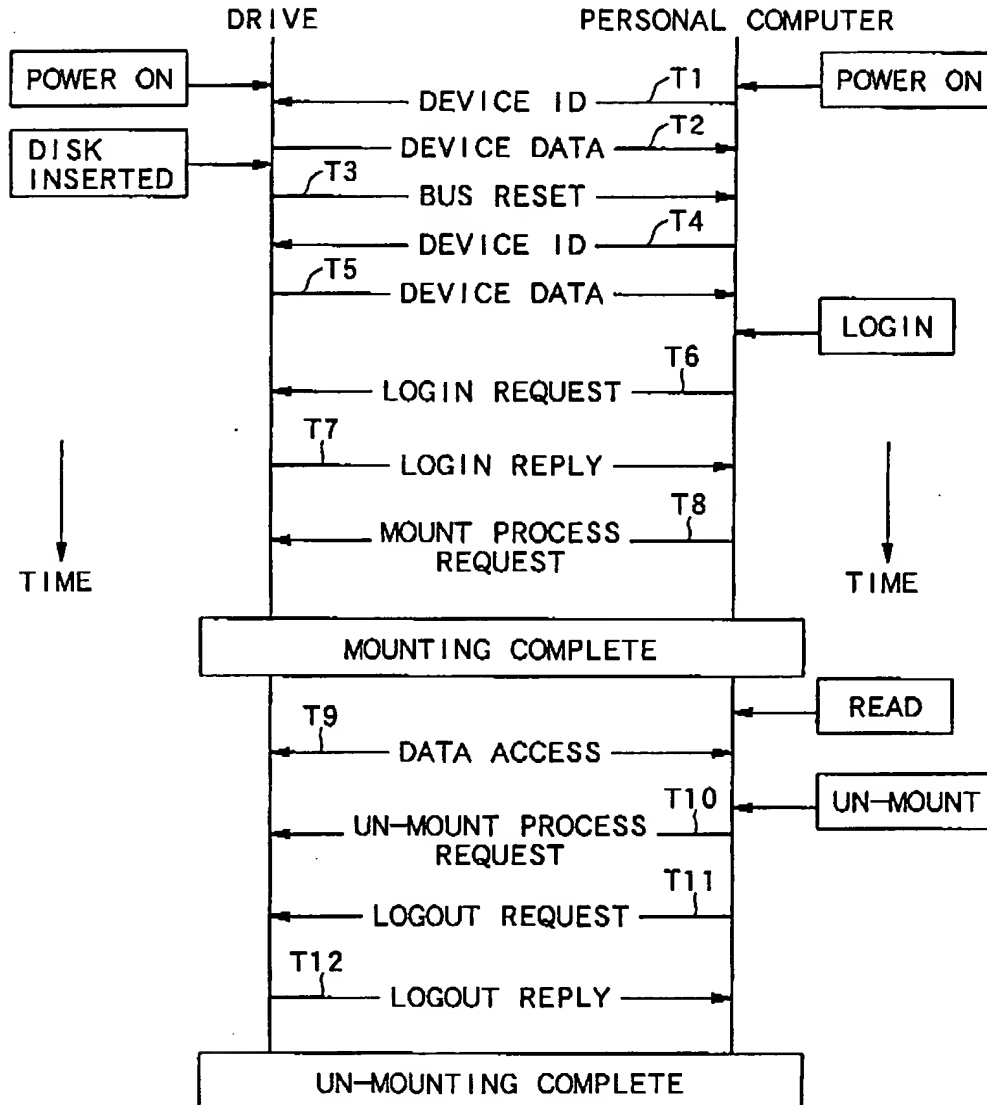 DRIVE
PERSONAL COMPUTER
POWER ON
POWER ON
T1
DEVICE ID
T2
DEVICE DATA
DISK
INSERTED
T3
BUS RESET
T4
DEVICE ID
T5
DEVICE DATA
LOGIN
T6
LOGIN REQUEST
T7
LOGIN REPLY
T8
MOUNT PROCESS
REQUEST
TIME
TIME
MOUNTING COMPLETE
READ
T9
DATA ACCESS
UN-MOUNT
T10
UN-MOUNT PROCESS
REQUEST
T11
LOGOUT REQUEST
T12
LOGOUT REPLY
UN-MOUNTING COMPLETE